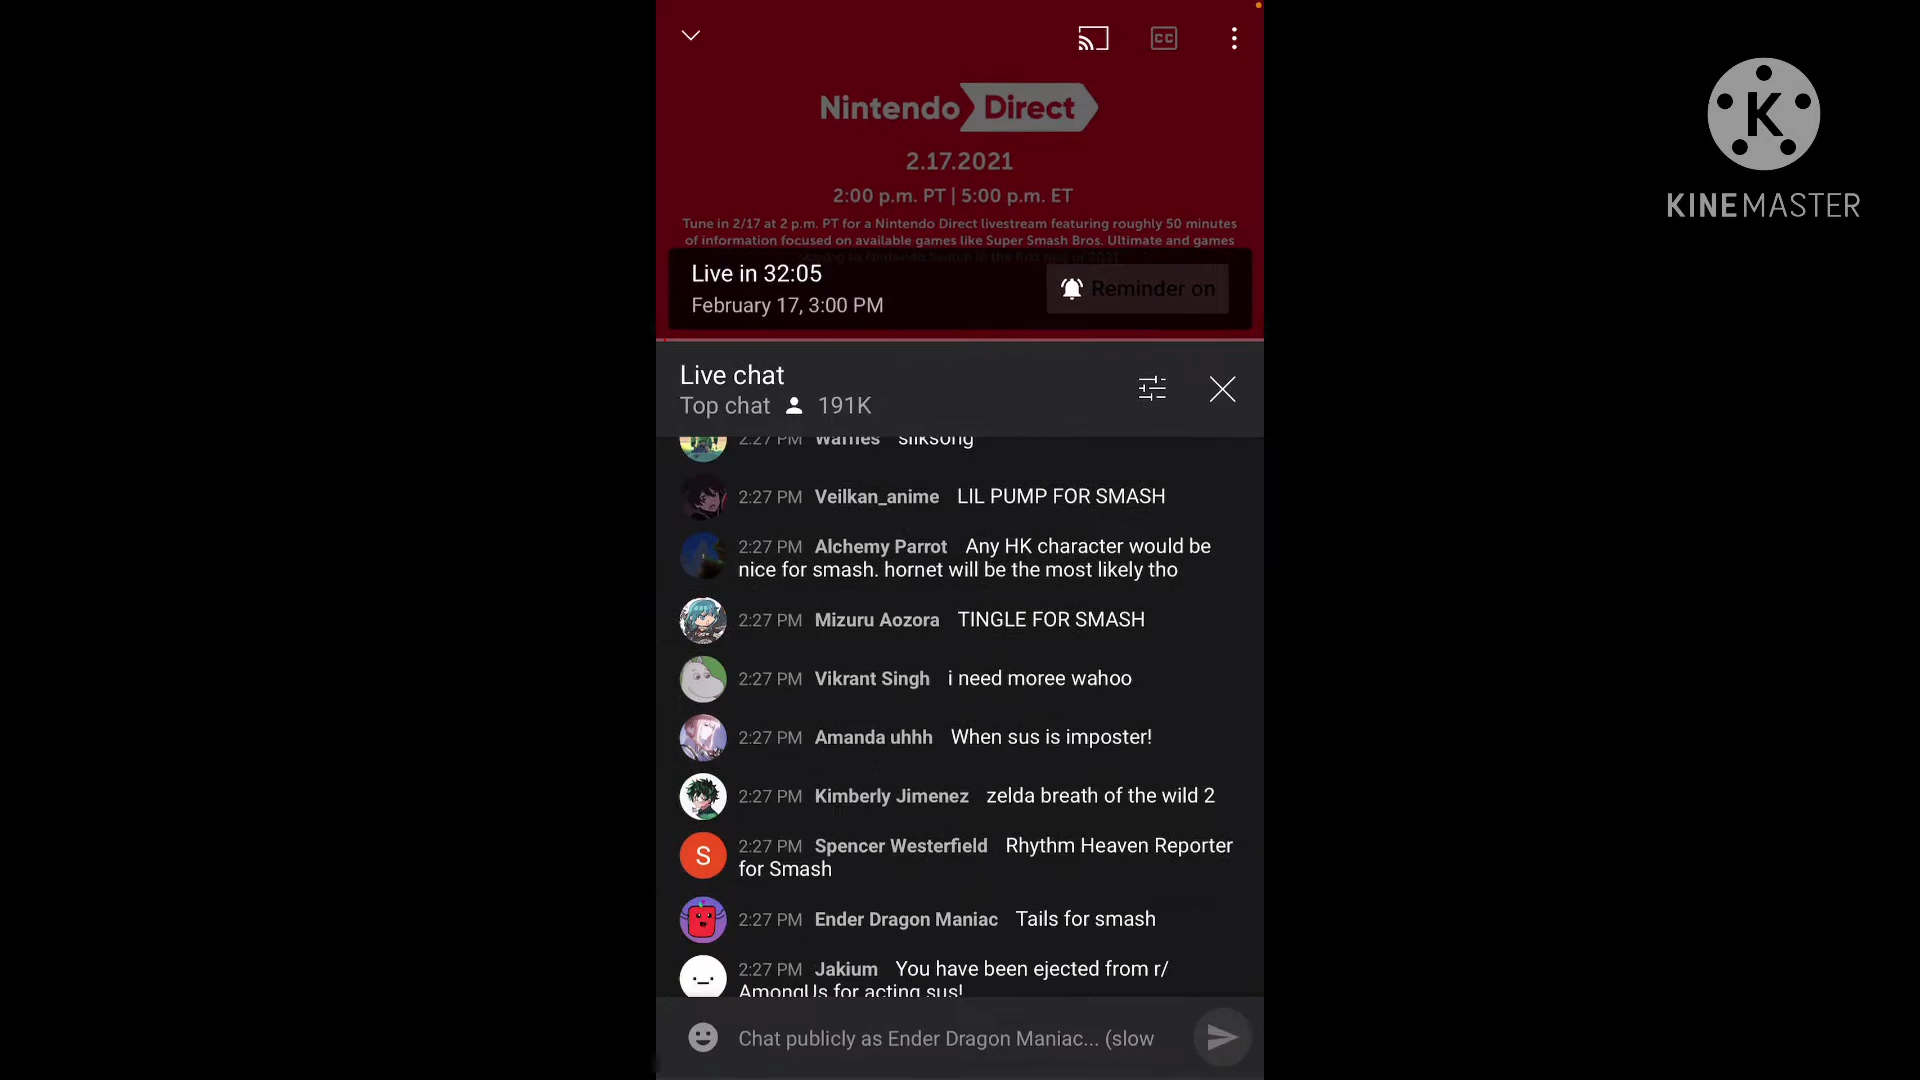 CC
Nintendo Direct
2.17.2021
2:00 p.m. PT | 5:00 p.m. ET
Tune in 2/17 at 2 p.m. PT for a Nintendo Direct livestream featuring roughly 50 minutes
of information focused on available games like Super Smash Bros. Ultimate and games
Live in 32:05
February 17, 3:00 PM
Reminder on
Live chat
Top chat 191K
2:27 PM Waffles silksong
2:27 PM Veilkan_anime LIL PUMP FOR SMASH
2:27 PM Alchemy Parrot Any HK character would be
nice for smash. hornet will be the most likely tho
2:27 PM Mizuru Aozora TINGLE FOR SMASH
2:27 PM Vikrant Singh i need moree wahoo
2:27 PM Amanda uhhh When sus is imposter!
2:27 PM Kimberly Jimenez zelda breath of the wild 2
S
2:27 PM Spencer Westerfield Rhythm Heaven Reporter
for Smash
2:27 PM Ender Dragon Maniac Tails for smash
2:27 PM Jakium You have been ejected from r/
AmongUs for acting sus!
Chat publicly as Ender Dragon Maniac... (slow
K
KINEMASTER